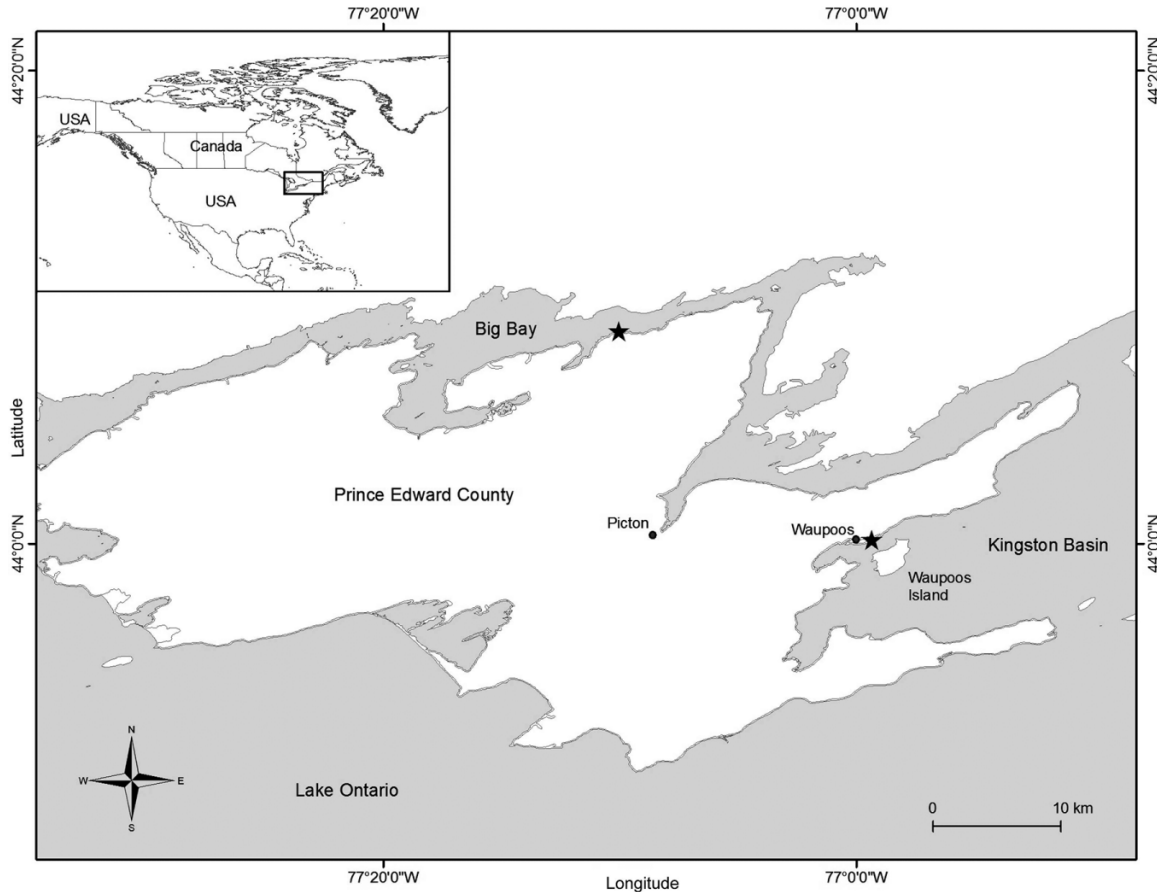 77°20'0"W
77°0'0"W
44°20'0"N
44°20'0"N
USA
Canada
USA
Big Bay
Latitude
Prince Edward County
Picton
Waupoos
44°0'0"N
44°0'0"N
Kingston Basin
Waupoos
Island
N
W
E
S
Lake Ontario
0
10 km
77°20'0"W
Longitude
77°0'0"W